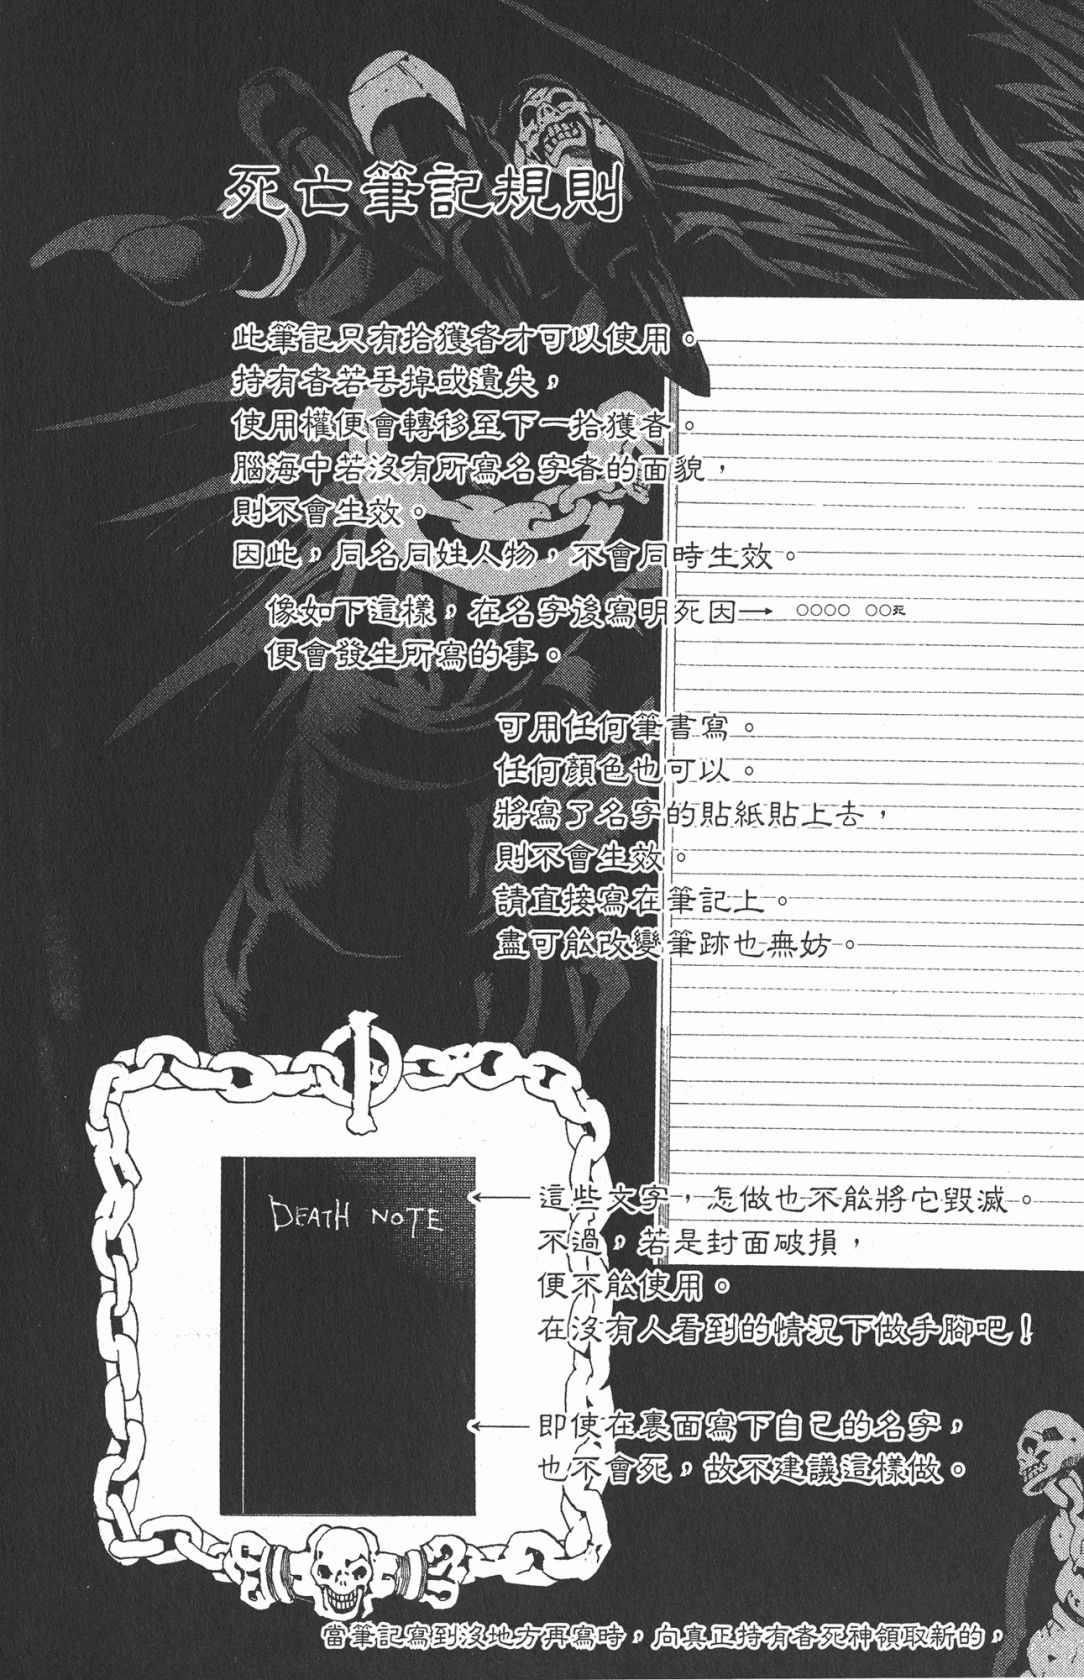 死亡筆記規則
此筆記只有拾獲者才可以使用。
持有者若丟掉或遺失，
使用權便會轉移至下一拾獲者。
腦海中若沒有所寫名字者的面貌，
則不會生效。
因此，同名同姓人物，不會同時生效。
像如下這樣，在名字後寫明死因→ ○○○○ ○○死
便會發生所寫的事。
可用任何筆書寫。
任何顏色也可以。
將寫了名字的貼紙貼上去，
則不會生效。
請直接寫在筆記上。
盡可能改變筆跡也無妨。
DEATH NOTE
←這些文字，怎做也不能將它毀滅。
不過，若是封面破損，
便不能使用。
在沒有人看到的情況下做手腳吧！
←即使在裏面寫下自己的名字，
也不會死，故不建議這樣做。
當筆記寫到沒地方再寫時，向真正持有者死神領取新的，